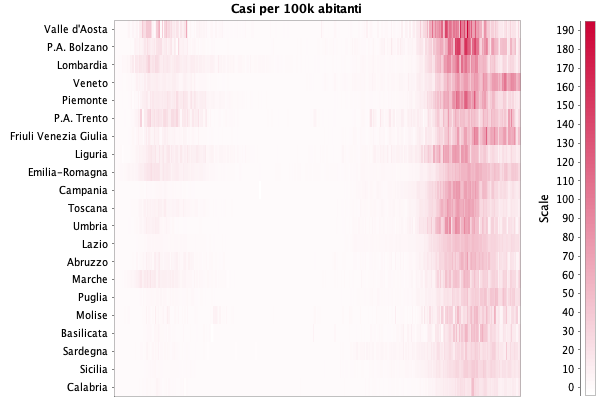 Casi per 100k abitanti
Valle d'Aosta
P.A. Bolzano
Lombardia
Veneto
Piemonte
P.A. Trento
Friuli Venezia Giulia
Liguria
Emilia-Romagna
Campania
Toscana
Umbria
Lazio
Abruzzo
Marche
Puglia
Molise
Basilicata
Sardegna
Sicilia
Calabria
Scale
190
180
170
160
150
140
130
120
110
100
90
80
70
60
50
40
30
20
10
0